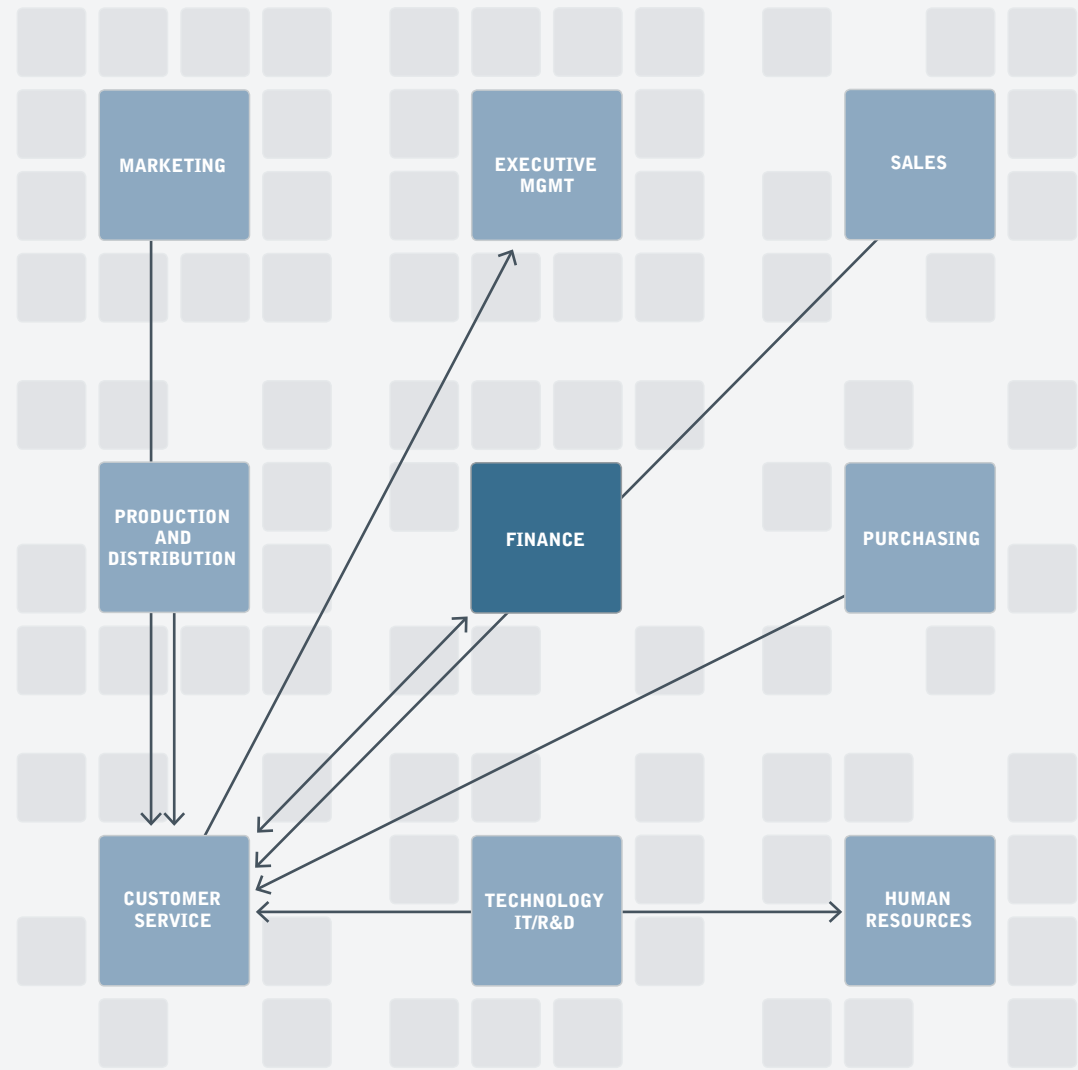 MARKETING
EXECUTIVE
MGMT
SALES
PRODUCTION
AND
DISTRIBUTION
FINANCE
PURCHASING
CUSTOMER
SERVICE
TECHNOLOGY
IT/R&D
HUMAN
RESOURCES